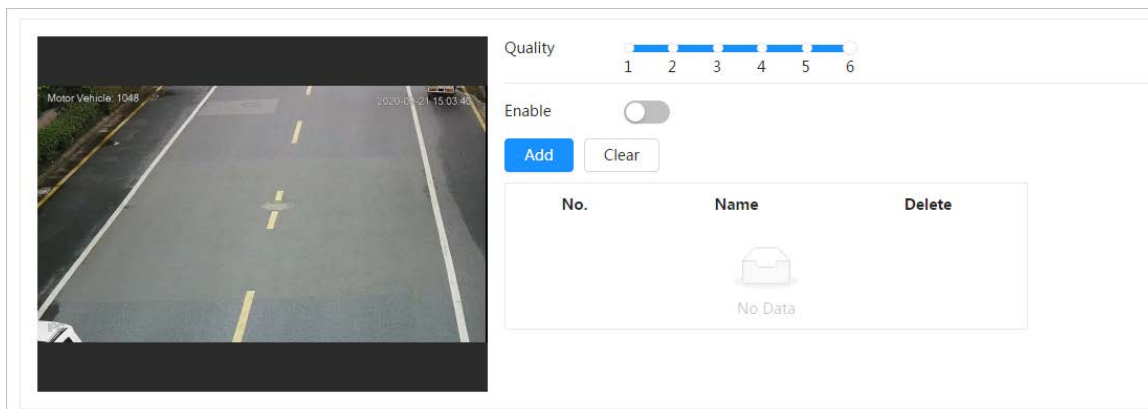 Quality
1 2 3 4 5 6
Motor Vehicle: 1048
Enable
Add Clear
No. Name Delete
No Data